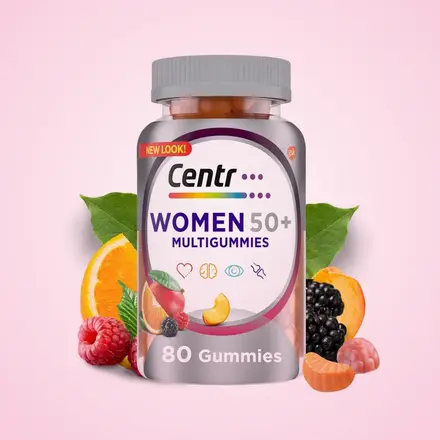 NEW LOOK!
Centr
WOMEN 50+
MULTIGUMMIES
80 Gummies